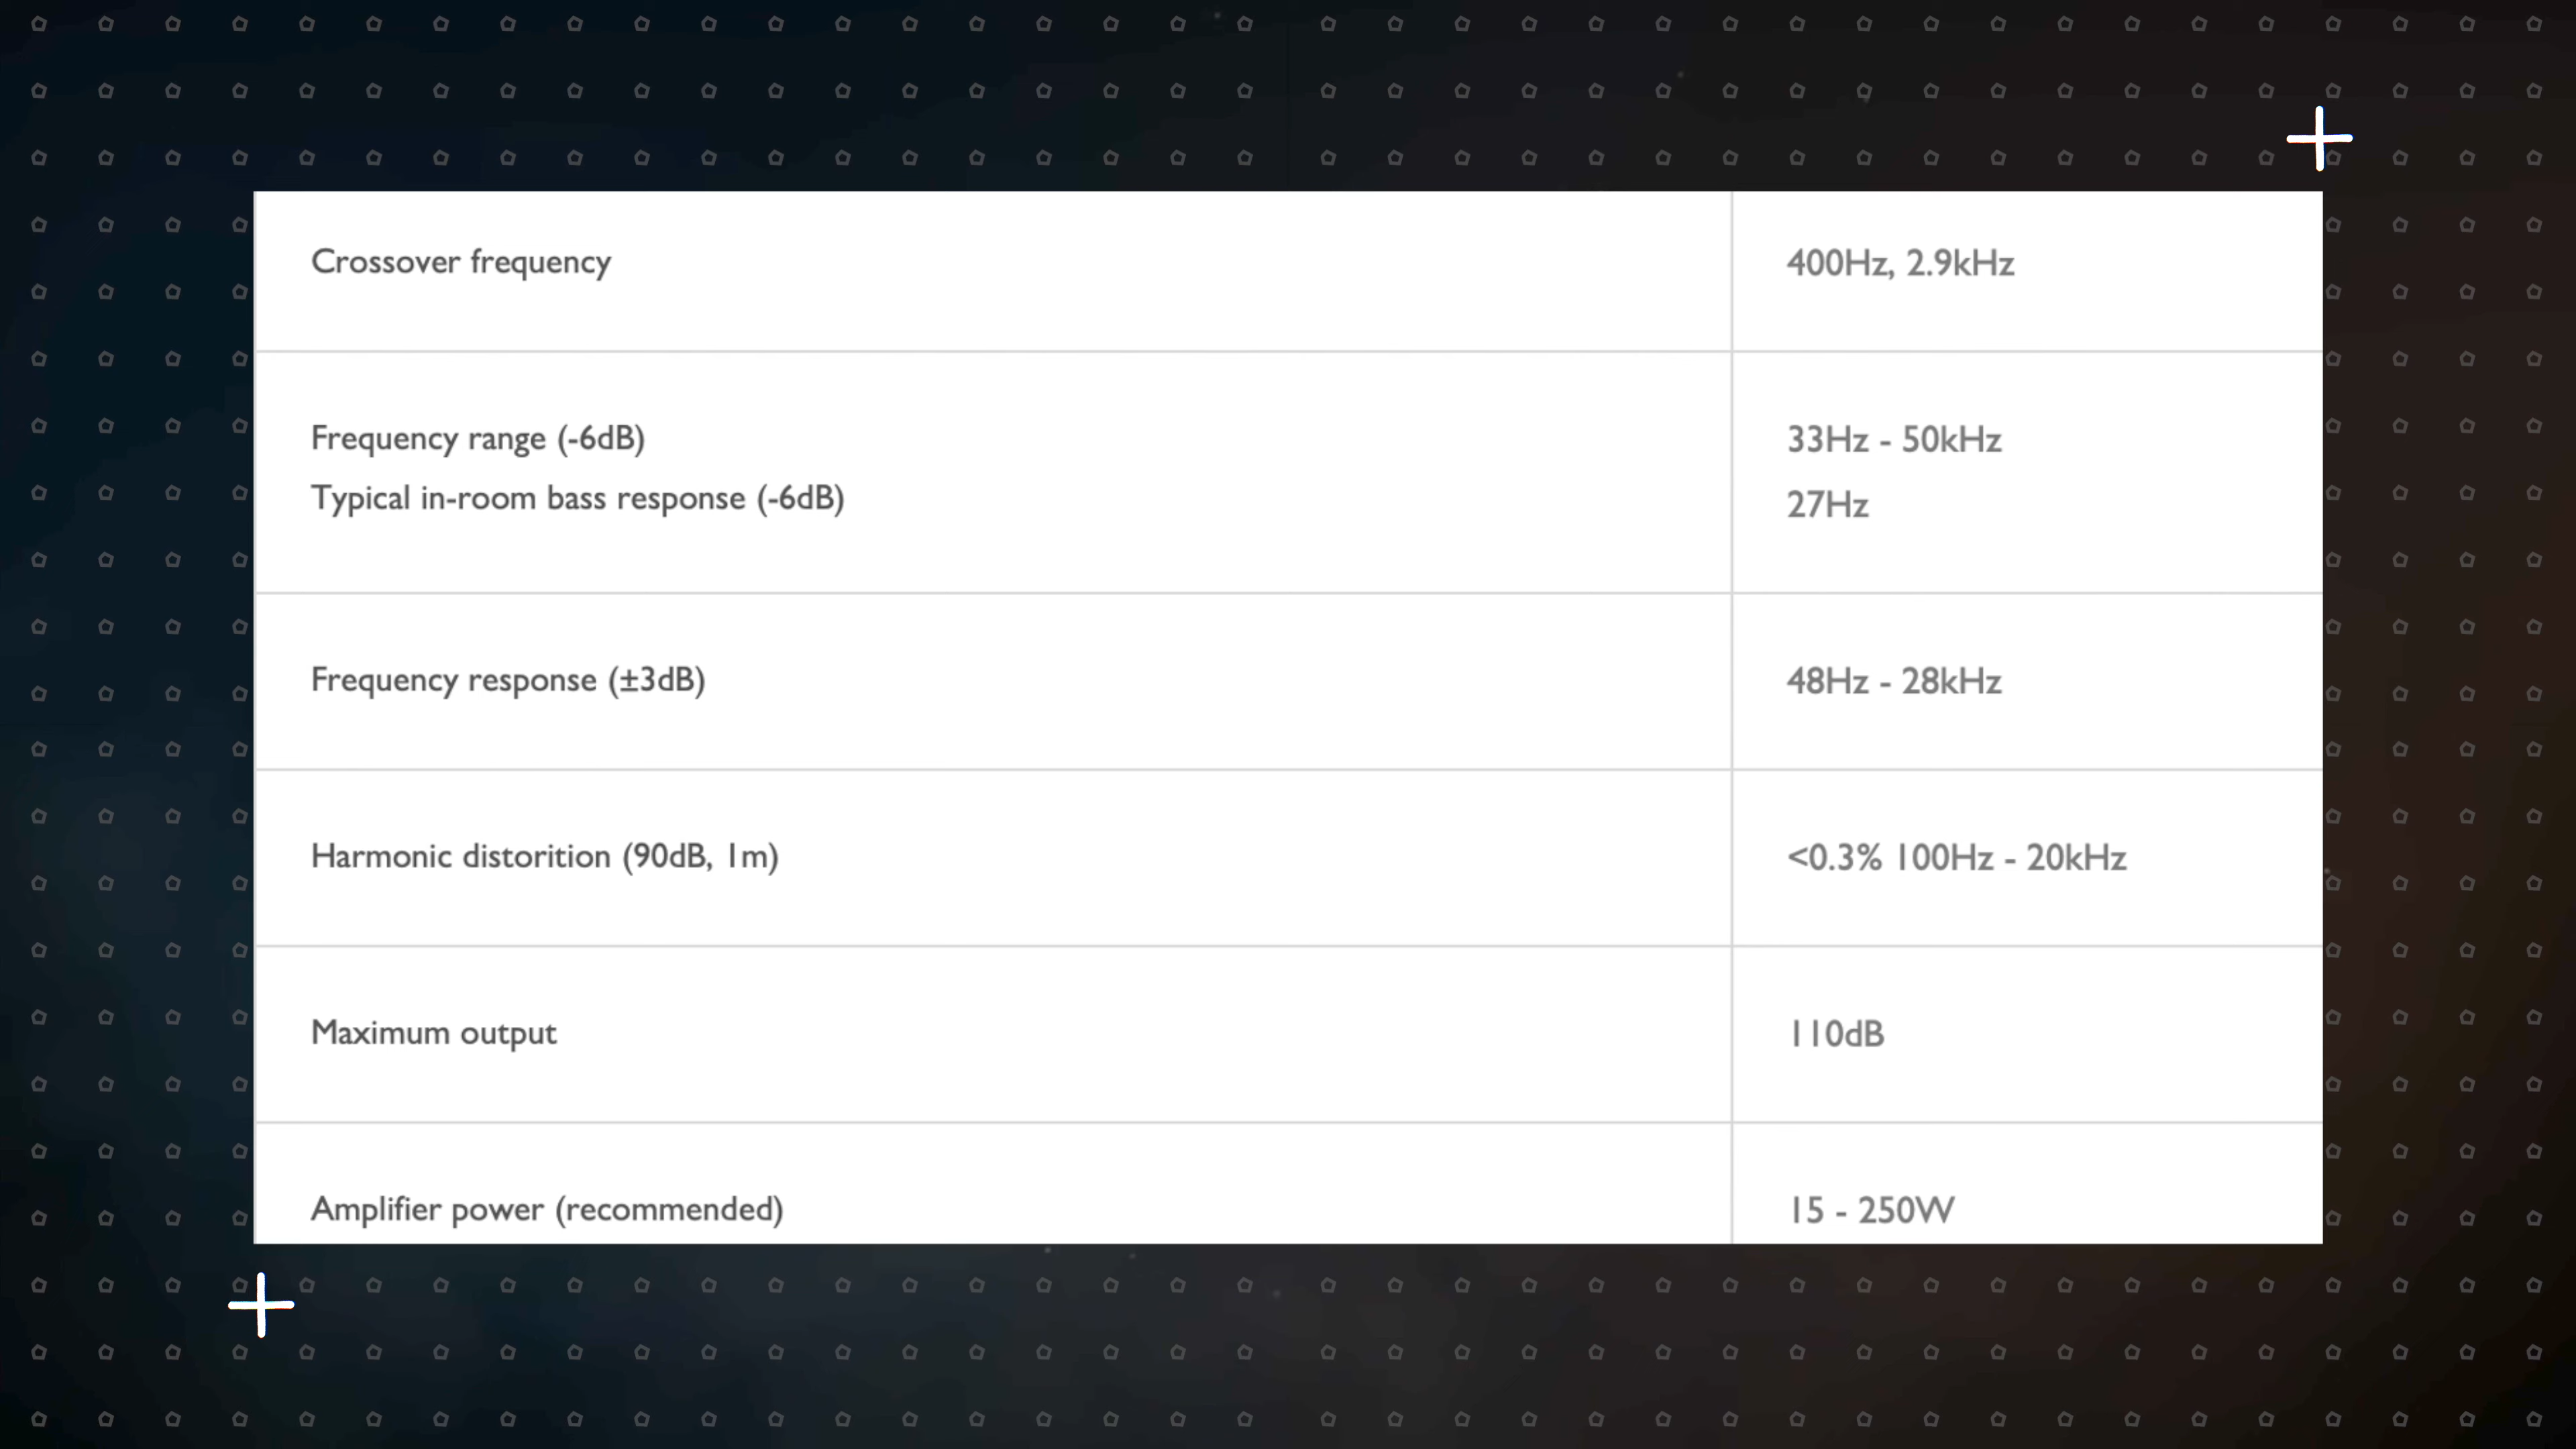 Crossover frequency 400Hz, 2.9kHz
Frequency range (-6dB) 33Hz - 50kHz
Typical in-room bass response (-6dB) 27Hz
Frequency response (±3dB) 48Hz - 28kHz
Harmonic distorition (90dB, 1m) <0.3% 100Hz - 20kHz
Maximum output 110dB
Amplifier power (recommended) 15 - 250W